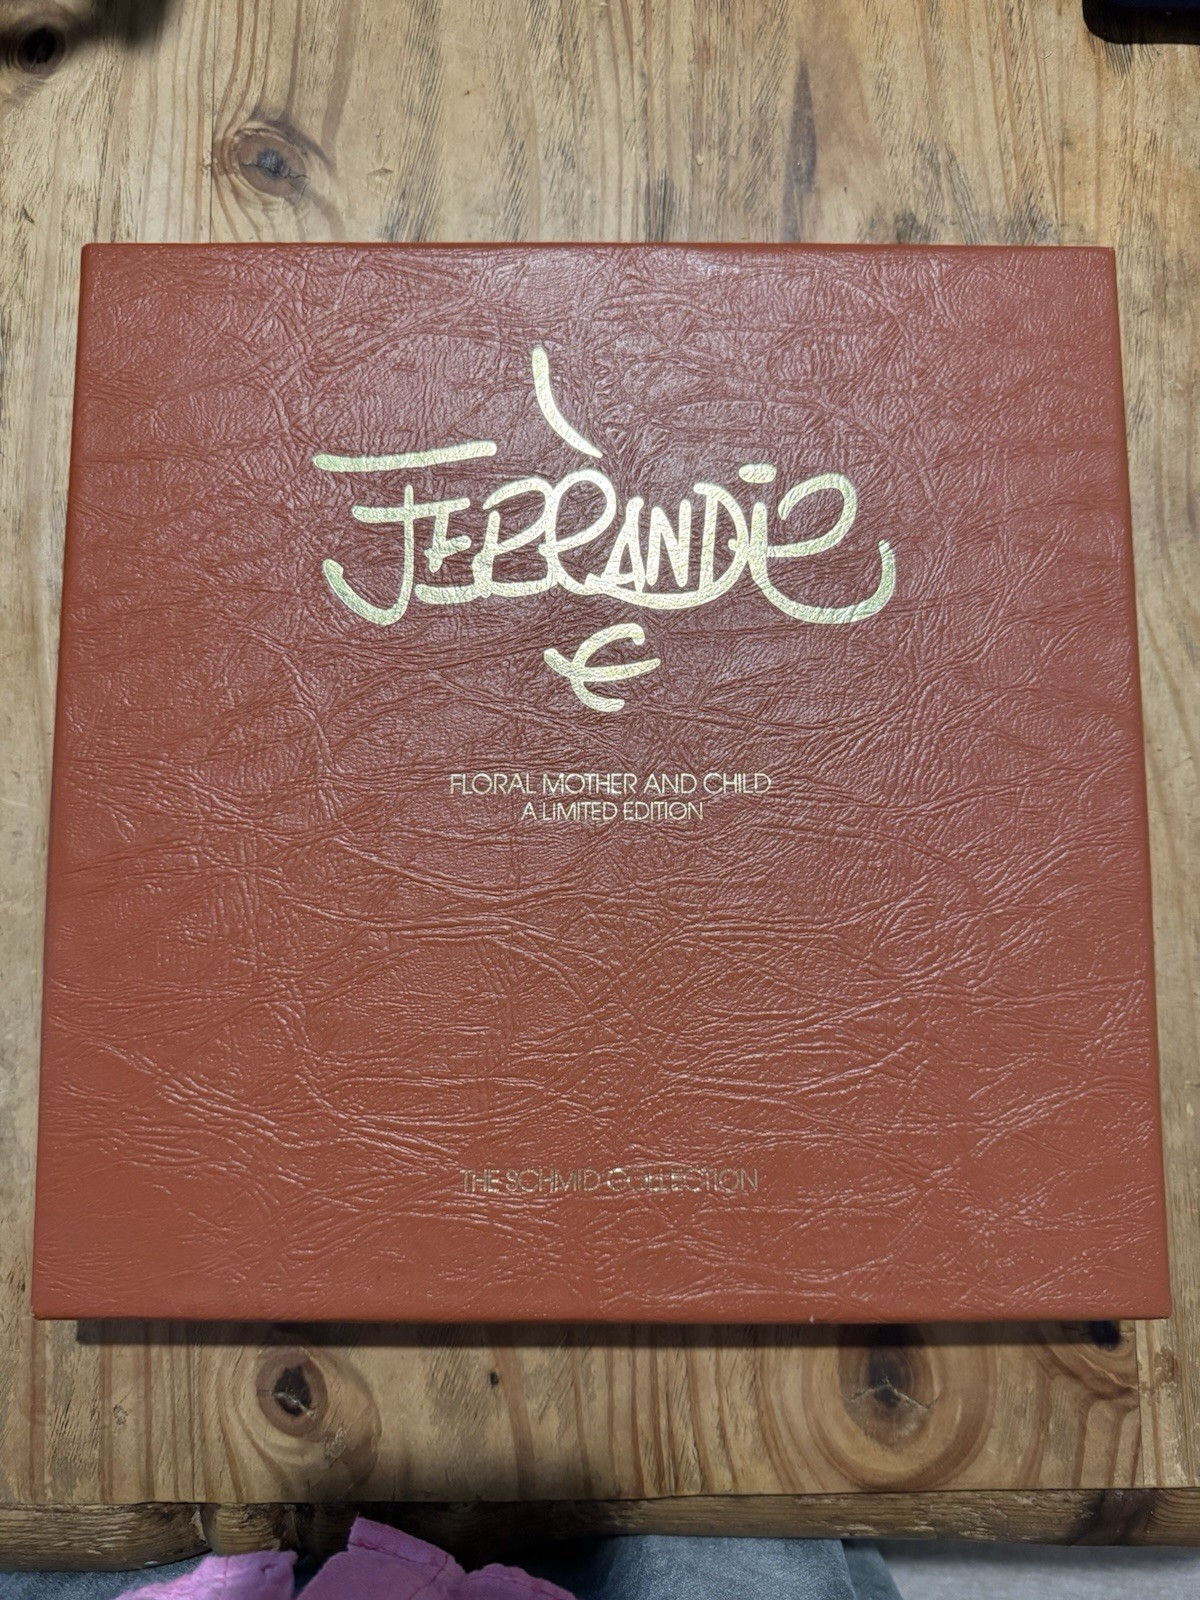 FERRANDIZ
FLORAL MOTHER AND CHILD
A LIMITED EDITION
THE SCHMID COLLECTION